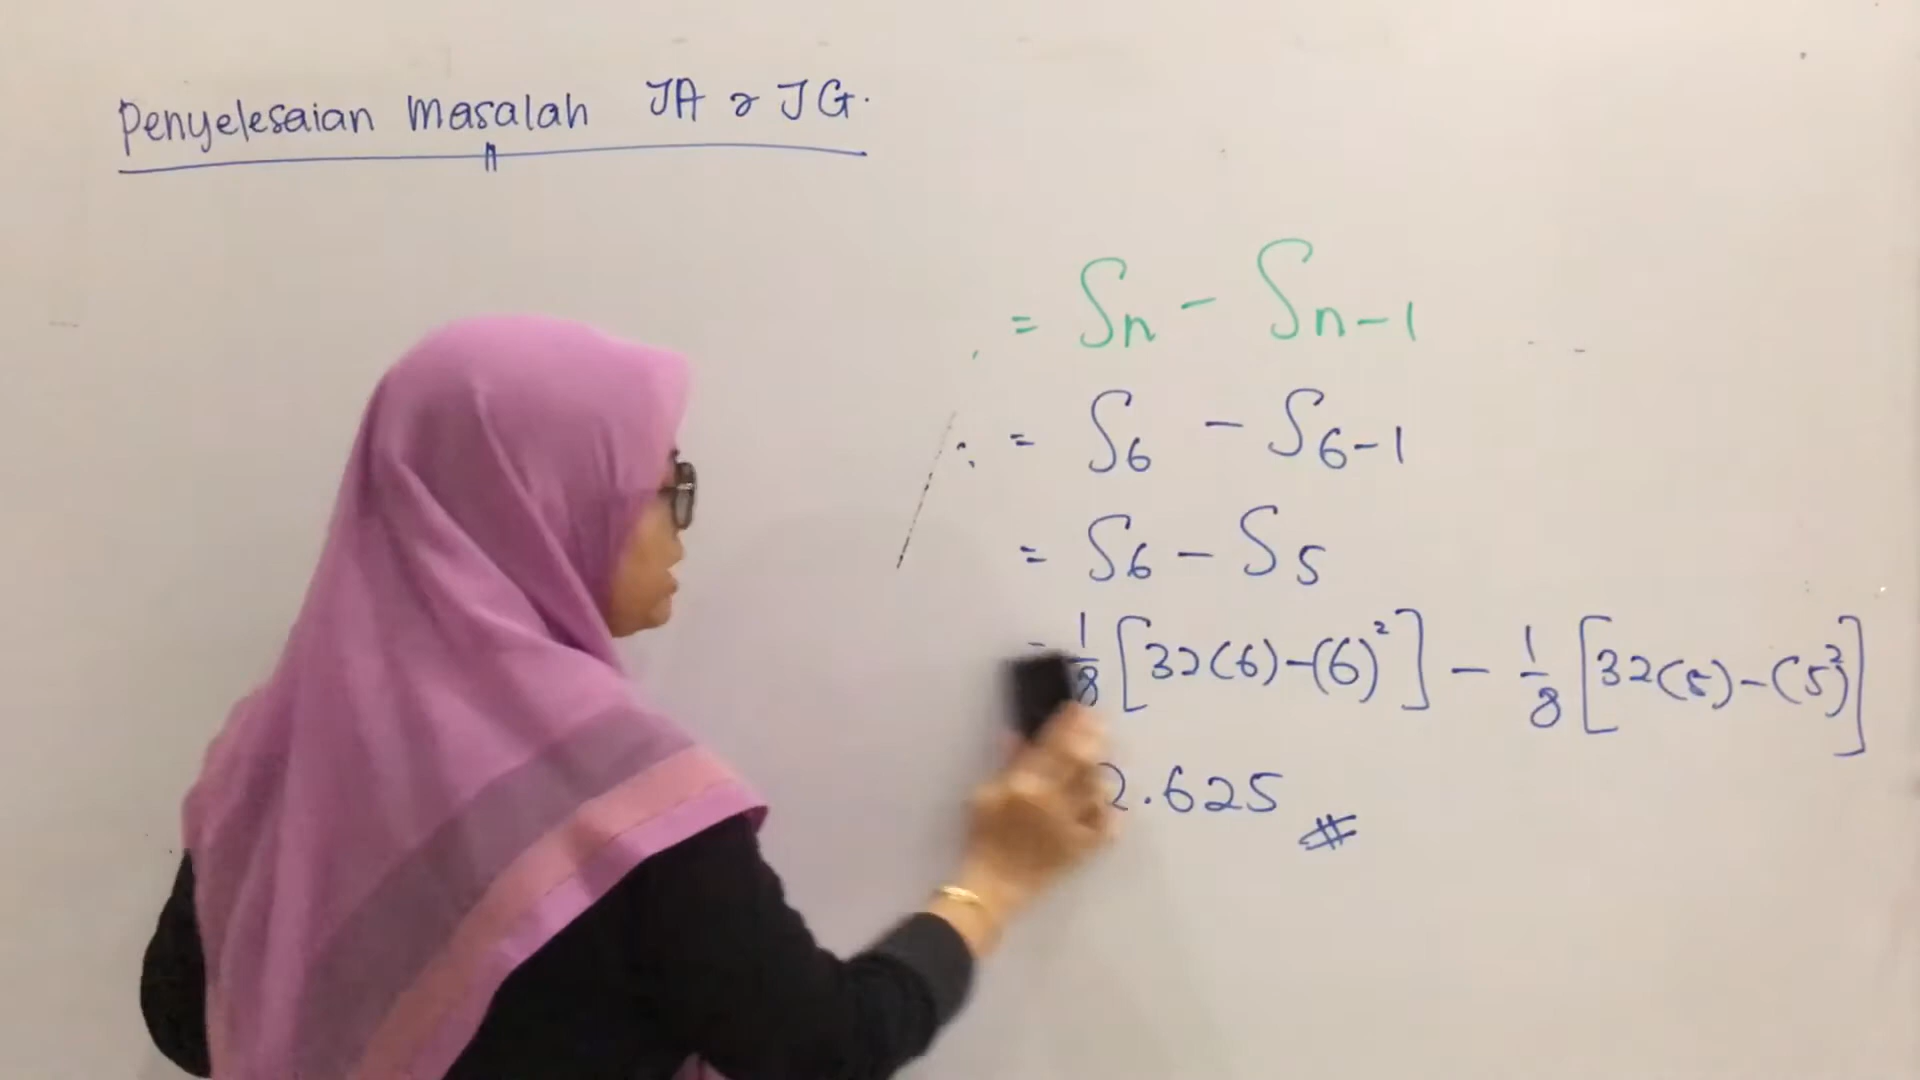 Penyelesaian Masalah JA & JG.
= Sn - Sn-1
∴ = S6 - S6-1
= S6 - S5
= 1/8 [32(6)-(6)²] - 1/8 [32(5)-(5)²]
2.625 #